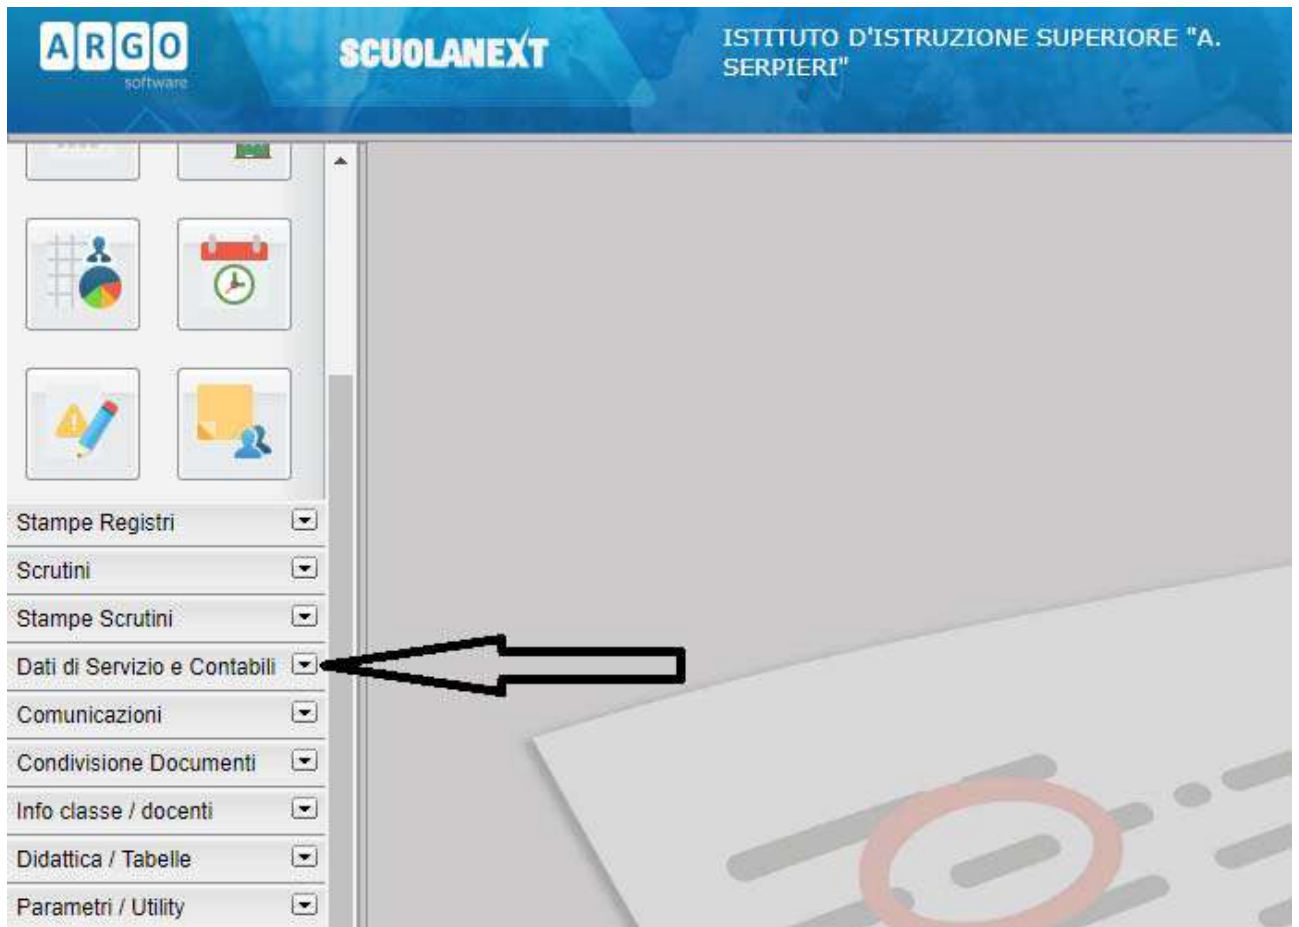 ARGO
software
SCUOLANEXT
ISTITUTO D'ISTRUZIONE SUPERIORE "A.
SERPIERI"
Stampe Registri
Scrutini
Stampe Scrutini
Dati di Servizio e Contabili
Comunicazioni
Condivisione Documenti
Info classe / docenti
Didattica / Tabelle
Parametri / Utility